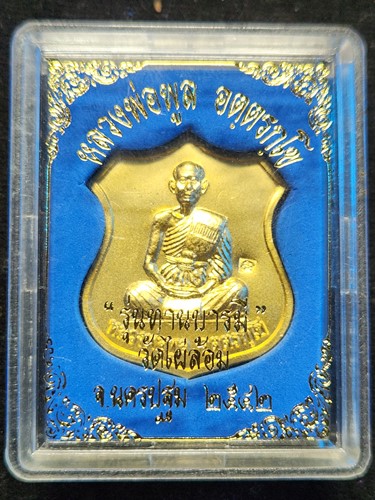 หลวงพ่อพูล อตฺตรกฺโข
“รุ่นทานบารมี”
วัดไผ่ล้อม
จ.นครปฐม ๒๕๔๒